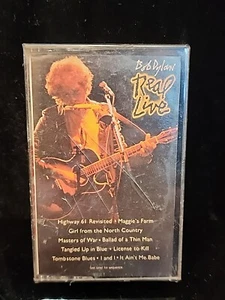 Bob Dylan
Real
Live
Highway 61 Revisited • Maggie's Farm
Girl from the North Country
Masters of War • Ballad of a Thin Man
Tangled Up in Blue • License to Kill
Tombstone Blues • I and I • It Ain't Me Babe